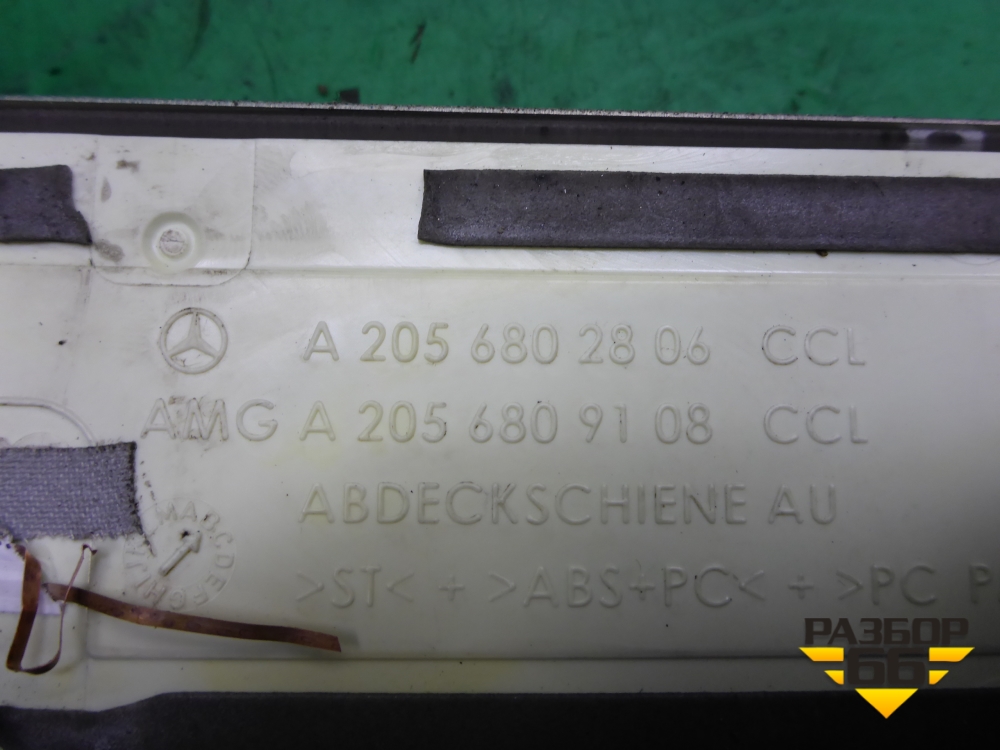 A 205 680 28 06 CCL
AMG A 205 680 91 08 CCL
ABDECKSCHIENE AU
>ST< + >ABS+PC< + >PC
РАЗБОР
66